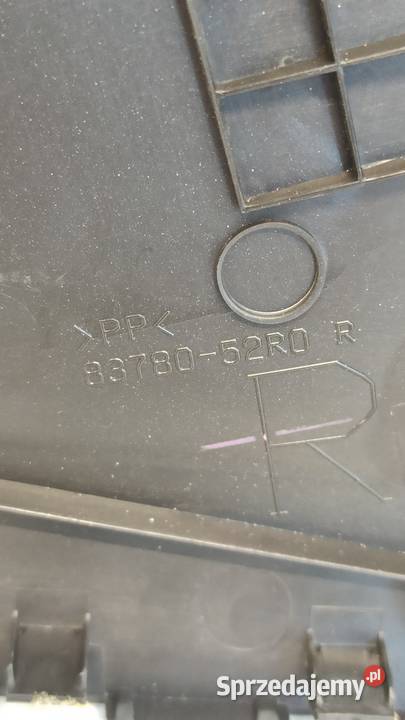 >PP<
83780-52R0 R
R
Sprzedajemy.pl